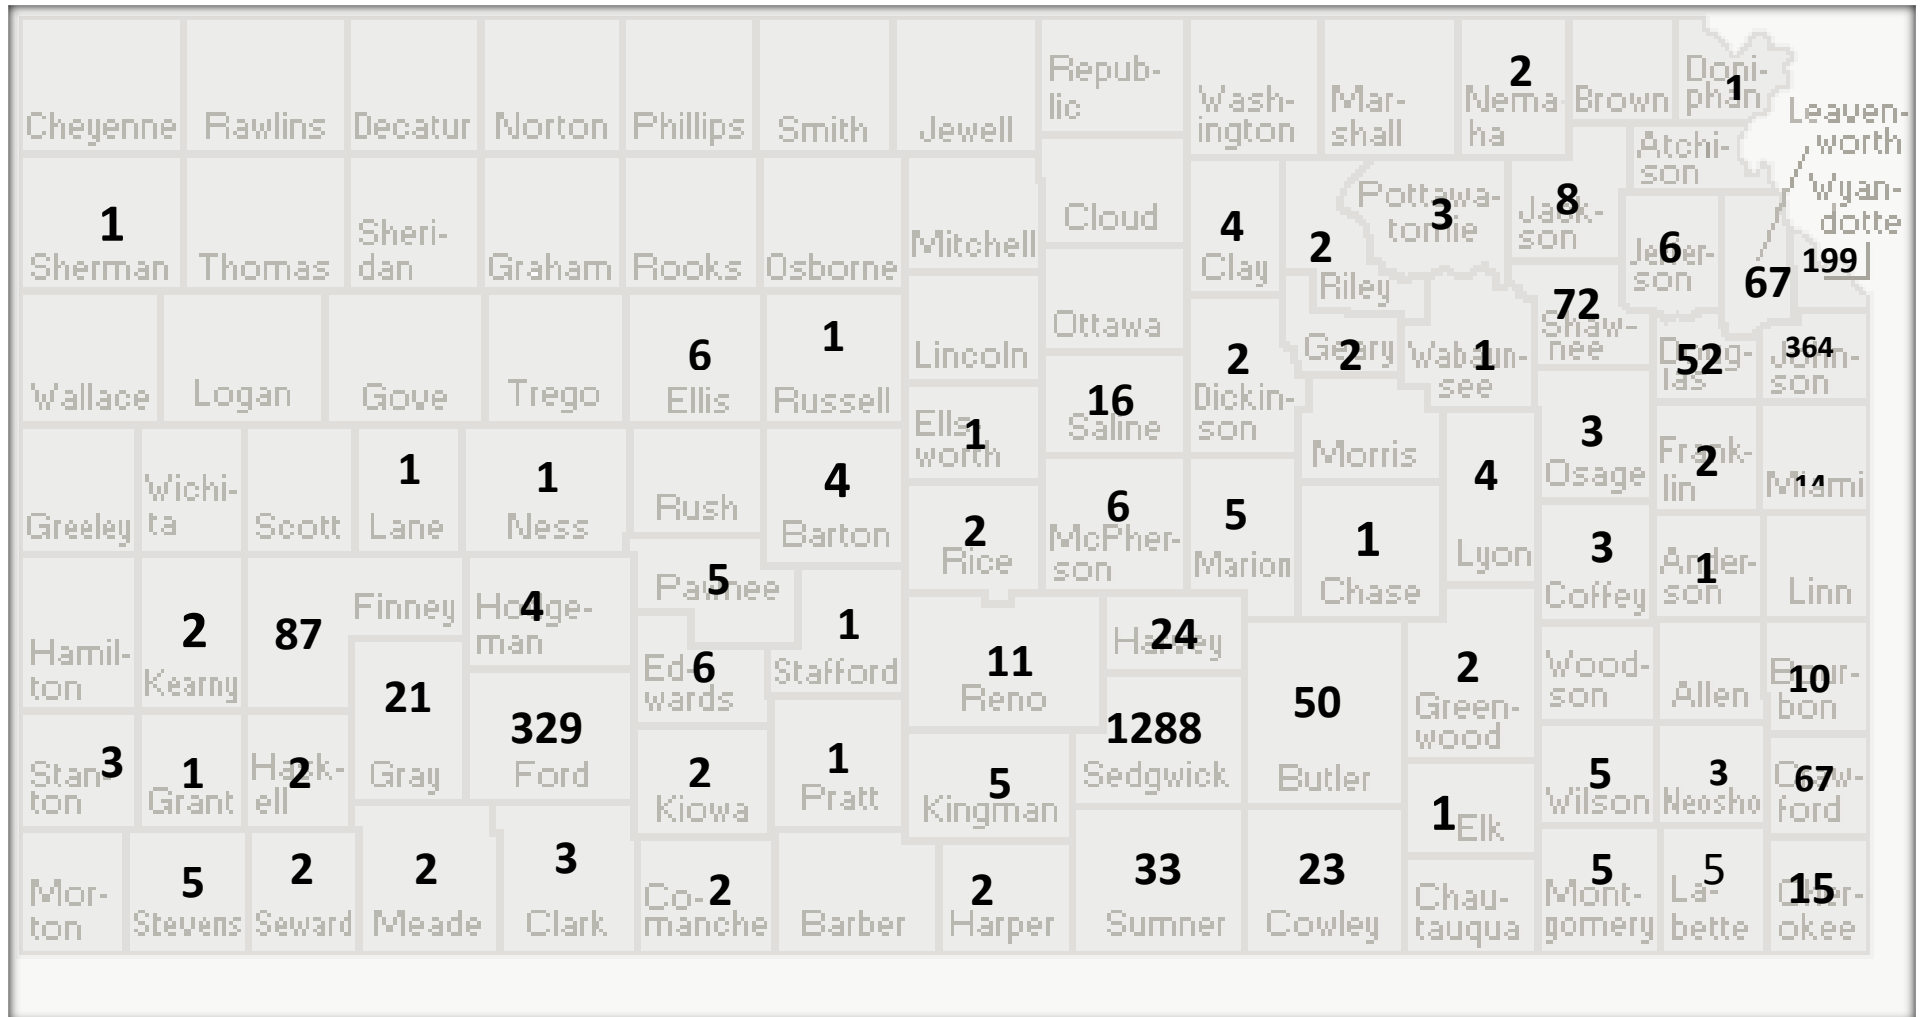 Cheyenne Rawlins Decatur Norton Phillips Smith Jewell
Repub-
lic
Wash-
ington
Mar-
shall
2
Nema
ha
Brown
Doni-
phan
1
Leaven-
worth
Atchi-
son
Wyan-
dotte
199
1
Sherman
Thomas
Sheri-
dan
Graham Rooks Osborne
Mitchell
Cloud
4
Clay
2
Riley
Pottawa-
tomie
3
8
Jack-
son
6
Jeffer-
son
67
Wallace Logan Gove Trego
6
Ellis
1
Russell
Lincoln
Ottawa
2
Dickin-
son
Geary
2
Wabaun-
see
1
72
Shaw-
nee
Doug-
las
52
364
John-
son
Greeley
Wichi-
ta
Scott
1
Lane
1
Ness
Rush
4
Barton
Ells-
worth
1
16
Saline
Morris
4
Lyon
3
Osage
Frank-
lin
2
Miami
14
2
Rice
6
McPher-
son
5
Marion
1
Chase
3
Coffey
Ander-
son
1
Linn
Hamil-
ton
2
Kearny
87
Finney
Hodge-
man
4
Pawnee
5
Ed-
wards
6
1
Stafford
11
Reno
Harvey
24
50
Butler
2
Green-
wood
Wood-
son
Allen
Bour-
bon
10
Stan-
ton
3
1
Grant
Hask-
ell
2
21
Gray
329
Ford
2
Kiowa
1
Pratt
5
Kingman
1288
Sedgwick
1
Elk
5
Wilson
3
Neosho
Craw-
ford
67
Mor-
ton
5
Stevens
2
Seward
2
Meade
3
Clark
Co-
manche
2
Barber
2
Harper
33
Sumner
23
Cowley
Chau-
tauqua
5
Mont-
gomery
5
La-
bette
15
Cher-
okee